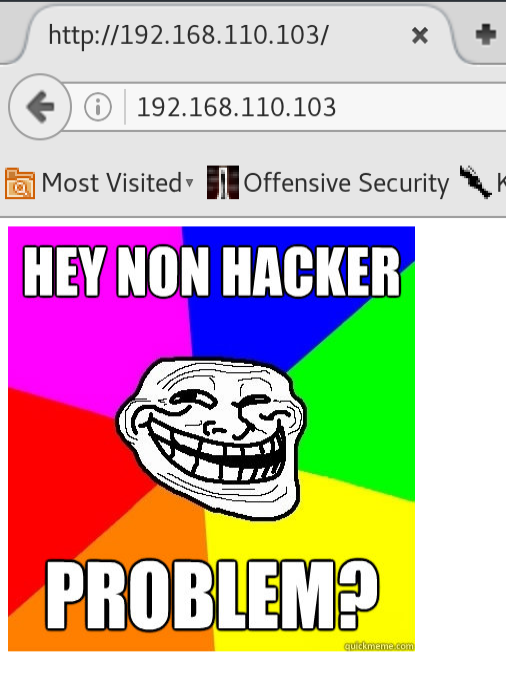 http://192.168.110.103/
192.168.110.103
Most Visited Offensive Security K
HEY NON HACKER
PROBLEM?
quickmeme.com